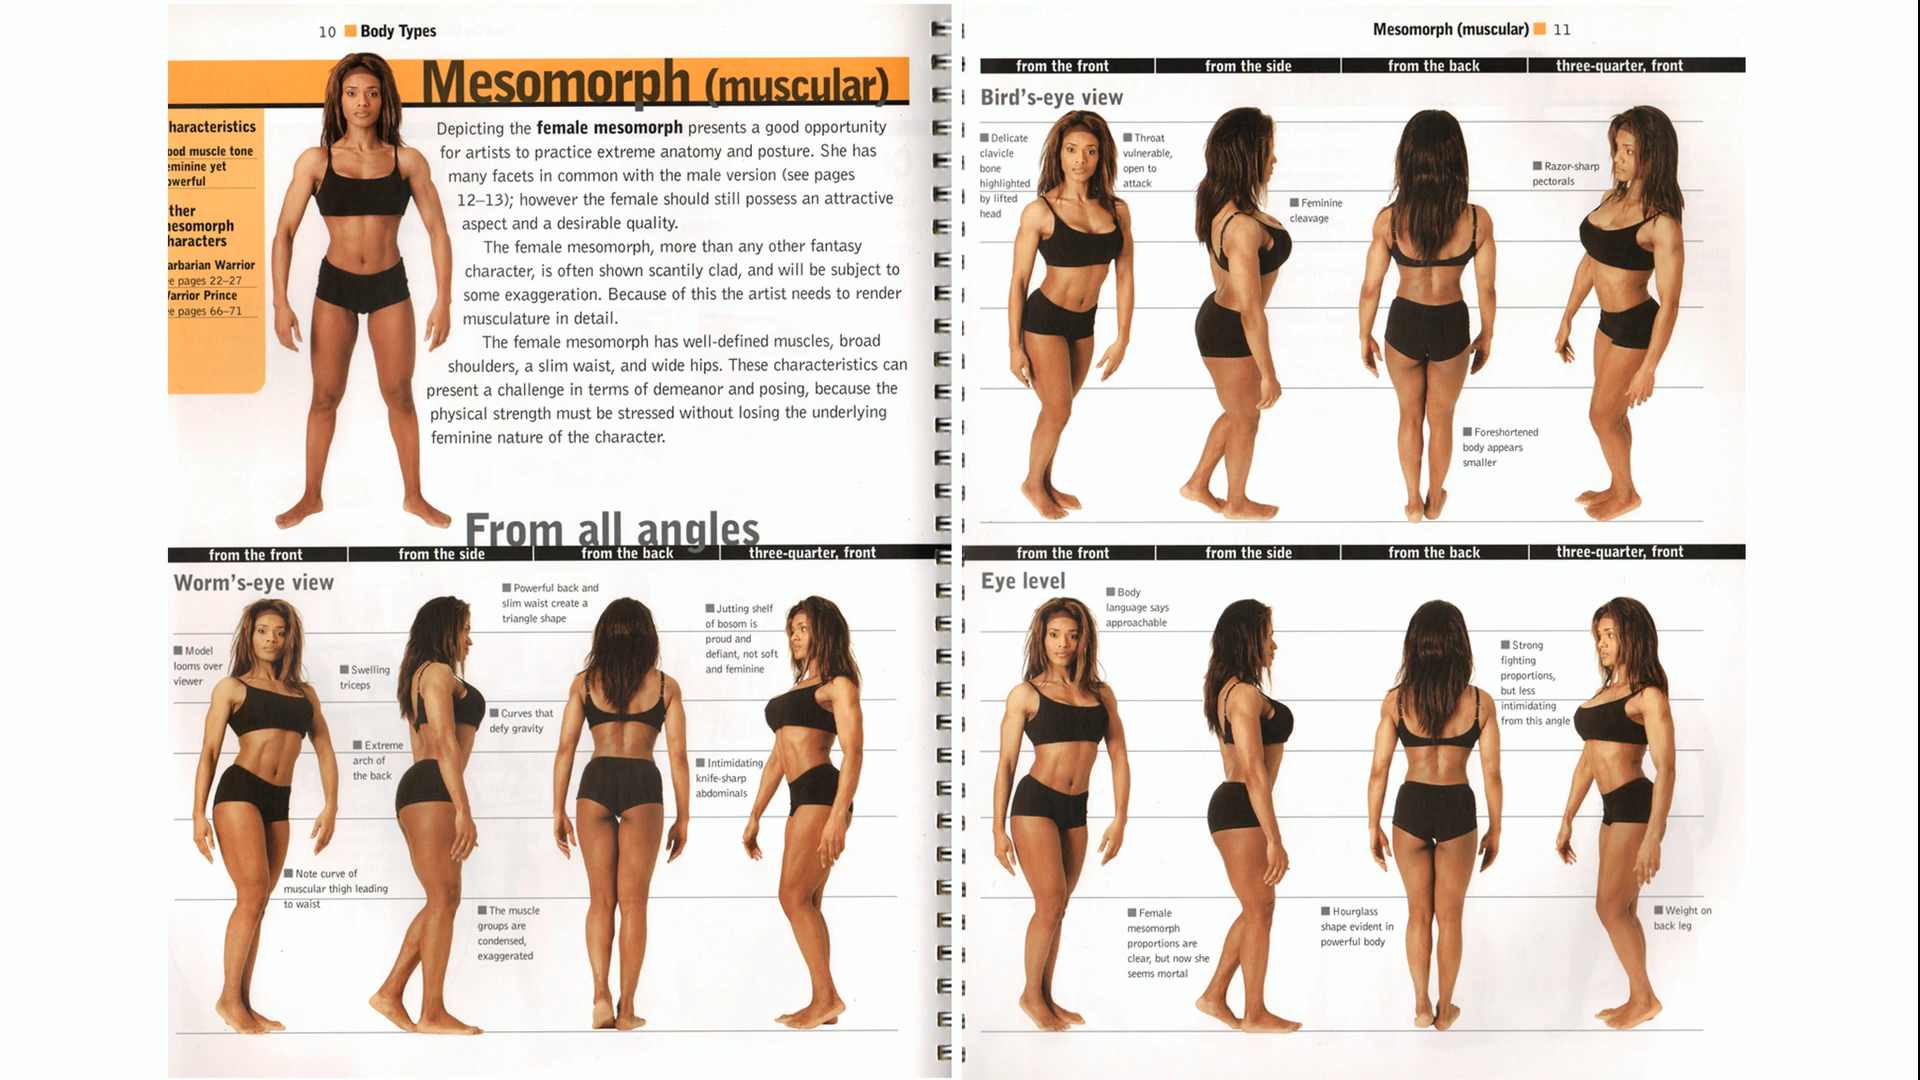 10 Body Types
Mesomorph (muscular)
haracteristics
ood muscle tone
eminine yet
owerful
ther
esomorph
haracters
arbarian Warrior
e pages 22–27
arrior Prince
e pages 66–71
Depicting the female mesomorph presents a good opportunity
for artists to practice extreme anatomy and posture. She has
many facets in common with the male version (see pages
12–13); however the female should still possess an attractive
aspect and a desirable quality.
The female mesomorph, more than any other fantasy
character, is often shown scantily clad, and will be subject to
some exaggeration. Because of this the artist needs to render
musculature in detail.
The female mesomorph has well-defined muscles, broad
shoulders, a slim waist, and wide hips. These characteristics can
present a challenge in terms of demeanor and posing, because the
physical strength must be stressed without losing the underlying
feminine nature of the character.
From all angles
from the front from the side from the back three-quarter, front
Worm's-eye view
Model
looms over
viewer
Swelling
triceps
Extreme
arch of
the back
Note curve of
muscular thigh leading
to waist
Powerful back and
slim waist create a
triangle shape
Curves that
defy gravity
The muscle
groups are
condensed,
exaggerated
Jutting shelf
of bosom is
proud and
defiant, not soft
and feminine
Intimidating
knife-sharp
abdominals
Mesomorph (muscular) 11
from the front from the side from the back three-quarter, front
Bird's-eye view
Delicate
clavicle
bone
highlighted
by lifted
head
Throat
vulnerable,
open to
attack
Feminine
cleavage
Foreshortened
body appears
smaller
Razor-sharp
pectorals
from the front from the side from the back three-quarter, front
Eye level
Body
language says
approachable
Female
mesomorph
proportions are
clear, but now she
seems mortal
Hourglass
shape evident in
powerful body
Strong
fighting
proportions,
but less
intimidating
from this angle
Weight on
back leg